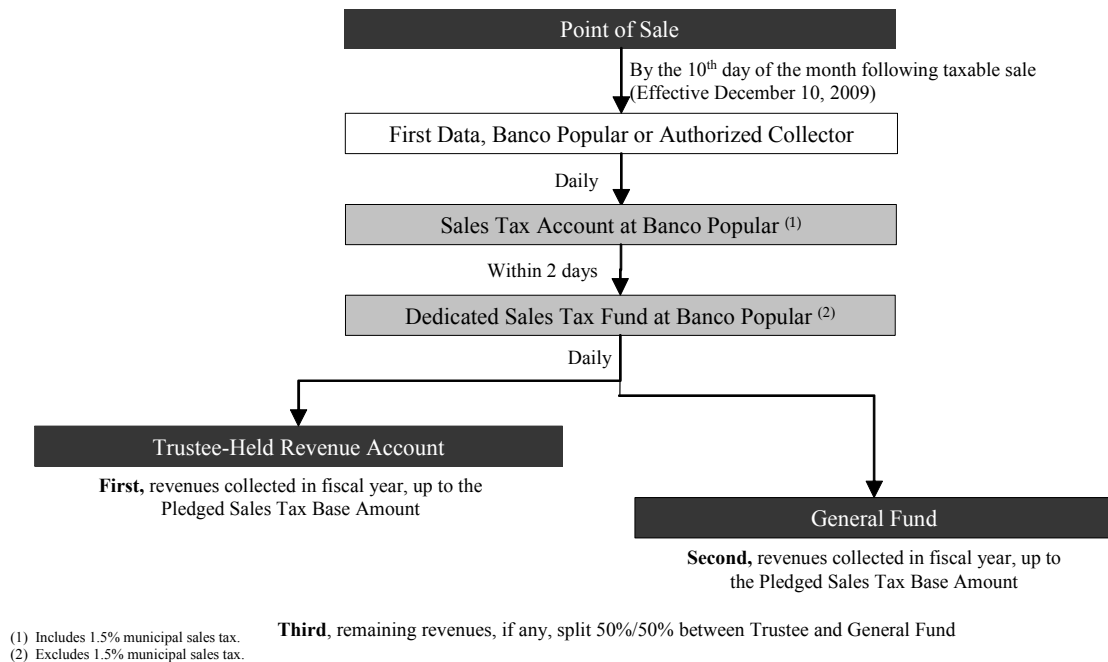 Point of Sale
By the 10th day of the month following taxable sale
(Effective December 10, 2009)
First Data, Banco Popular or Authorized Collector
Daily
Sales Tax Account at Banco Popular (1)
Within 2 days
Dedicated Sales Tax Fund at Banco Popular (2)
Daily
Trustee-Held Revenue Account
First, revenues collected in fiscal year, up to the
Pledged Sales Tax Base Amount
General Fund
Second, revenues collected in fiscal year, up to
the Pledged Sales Tax Base Amount
Third, remaining revenues, if any, split 50%/50% between Trustee and General Fund
(1) Includes 1.5% municipal sales tax.
(2) Excludes 1.5% municipal sales tax.